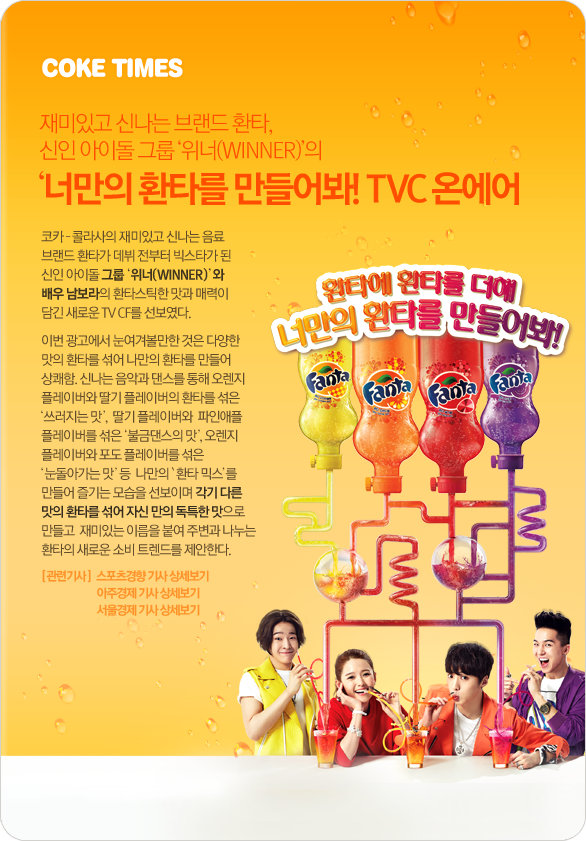 COKE TIMES
재미있고 신나는 브랜드 환타,
신인 아이돌 그룹 ‘위너(WINNER)’의
‘너만의 환타를 만들어봐! TVC 온에어
코카-콜라사의 재미있고 신나는 음료
브랜드 환타가 데뷔 전부터 빅스타가 된
신인 아이돌 그룹 ‘위너(WINNER)’와
배우 남보라의 환타스틱한 맛과 매력이
담긴 새로운 TV CF를 선보였다.
이번 광고에서 눈여겨볼만한 것은 다양한
맛의 환타를 섞어 나만의 환타를 만들어
상쾌함. 신나는 음악과 댄스를 통해 오렌지
플레이버와 딸기 플레이버의 환타를 섞은
‘쓰러지는 맛’, 딸기 플레이버와 파인애플
플레이버를 섞은 ‘불금댄스의 맛’, 오렌지
플레이버와 포도 플레이버를 섞은
‘눈돌아가는 맛’ 등 나만의 ‘환타 믹스’를
만들어 즐기는 모습을 선보이며 각기 다른
맛의 환타를 섞어 자신 만의 독특한 맛으로
만들고 재미있는 이름을 붙여 주변과 나누는
환타의 새로운 소비 트렌드를 제안한다.
[관련기사] 스포츠경향 기사 상세보기
아주경제 기사 상세보기
서울경제 기사 상세보기
환타에 환타를 더해
너만의 환타를 만들어봐!
Fanta
Fanta
Fanta
Fanta